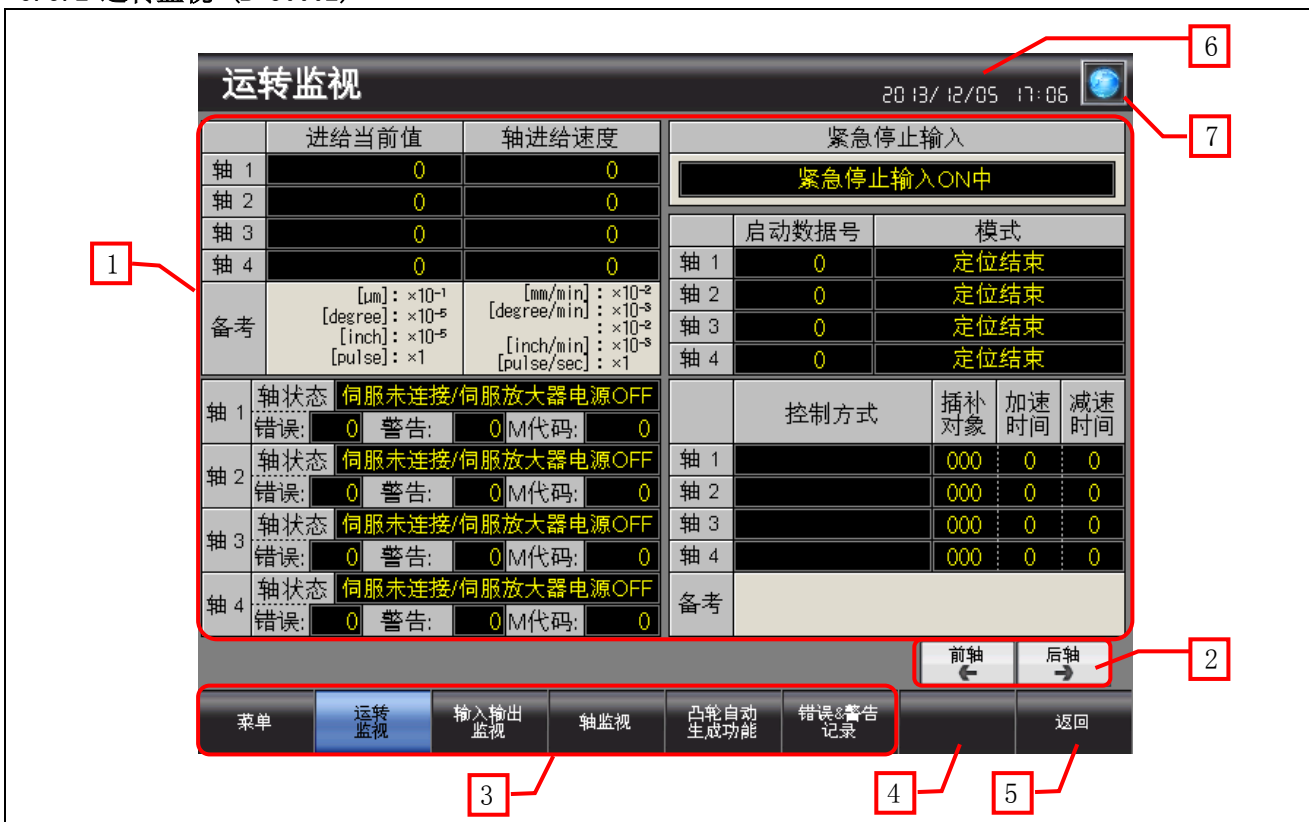 运转监视
2013/12/05 17:06
进给当前值 轴进给速度
轴 1 0 0
轴 2 0 0
轴 3 0 0
轴 4 0 0
备考
[μm]: ×10-1
[degree]: ×10-5
[inch]: ×10-5
[pulse]: ×1
[mm/min]: ×10-2
[degree/min]: ×10-3
: ×10-2
[inch/min]: ×10-3
[pulse/sec]: ×1
轴 1 轴状态 伺服未连接/伺服放大器电源OFF
错误: 0 警告: 0 M代码: 0
轴 2 轴状态 伺服未连接/伺服放大器电源OFF
错误: 0 警告: 0 M代码: 0
轴 3 轴状态 伺服未连接/伺服放大器电源OFF
错误: 0 警告: 0 M代码: 0
轴 4 轴状态 伺服未连接/伺服放大器电源OFF
错误: 0 警告: 0 M代码: 0
紧急停止输入
紧急停止输入ON中
启动数据号 模式
轴 1 0 定位结束
轴 2 0 定位结束
轴 3 0 定位结束
轴 4 0 定位结束
控制方式 插补对象 加速时间 减速时间
轴 1 000 0 0
轴 2 000 0 0
轴 3 000 0 0
轴 4 000 0 0
备考
前轴 后轴
菜单 运转监视 输入输出监视 轴监视 凸轮自动生成功能 错误&警告记录 返回
1
2
3
4
5
6
7